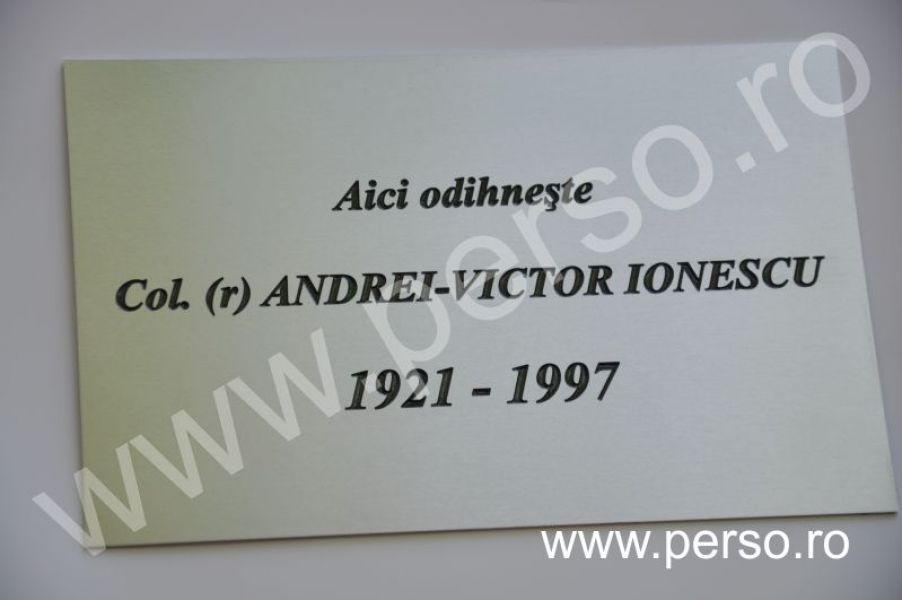 Aici odihneşte
Col. (r) ANDREI-VICTOR IONESCU
1921 - 1997
www.perso.ro
www.perso.ro